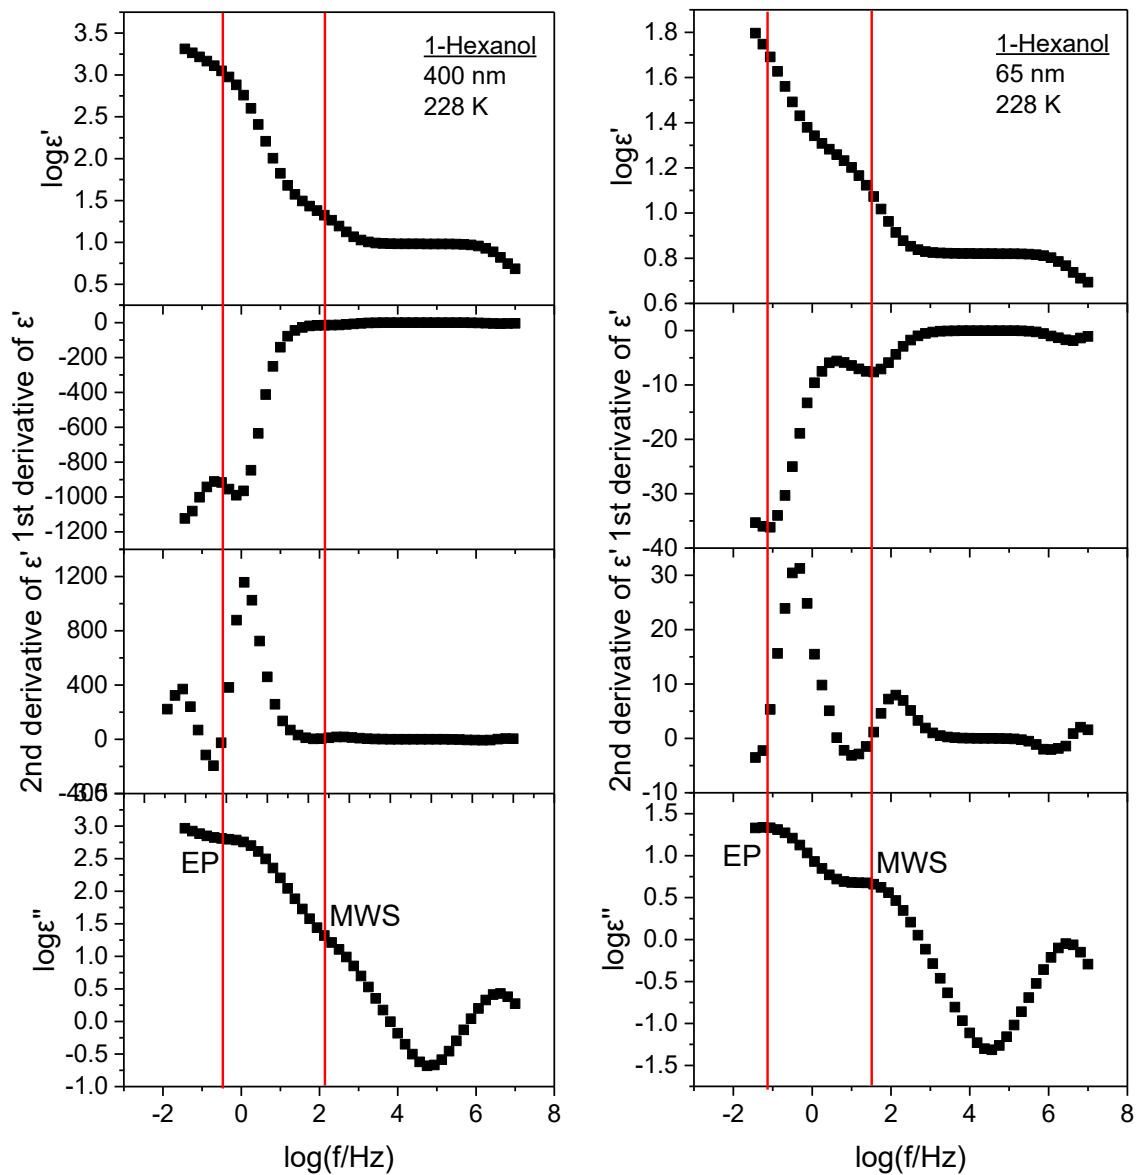 3.5
3.0
2.5
2.0
1.5
1.0
0.5
logε'
1-Hexanol
400 nm
228 K
0
-200
-400
-600
-800
-1000
-1200
1st derivative of ε'
1200
800
400
0
-400
2nd derivative of ε'
3.5
3.0
2.5
2.0
1.5
1.0
0.5
0.0
-0.5
-1.0
logε"
EP
MWS
-2 0 2 4 6 8
log(f/Hz)
1.8
1.6
1.4
1.2
1.0
0.8
0.6
logε'
1-Hexanol
65 nm
228 K
0
-10
-20
-30
-40
1st derivative of ε'
30
20
10
0
-10
2nd derivative of ε'
1.5
1.0
0.5
0.0
-0.5
-1.0
-1.5
logε"
EP
MWS
-2 0 2 4 6 8
log(f/Hz)